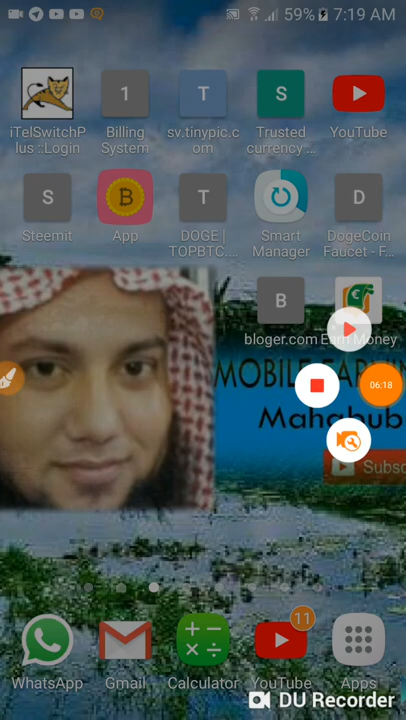 59% 7:19 AM
iTelSwitchP
lus ::Login
1
Billing
System
T
sv.tinypic.c
om
S
Trusted
currency ...
YouTube
S
Steemit
App
T
DOGE |
TOPBTC....
Smart
Manager
D
DogeCoin
Faucet - F...
B
bloger.com
Earn Money
MOBILE EARN
06:18
Mahabub
Subsc
11
WhatsApp
Gmail
Calculator
YouTube
Apps
DU Recorder